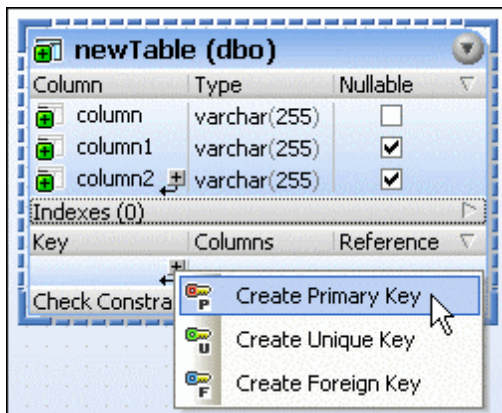 newTable (dbo)
Column Type Nullable
column varchar(255)
column1 varchar(255)
column2 varchar(255)
Indexes (0)
Key Columns Reference
Check Constra
P Create Primary Key
U Create Unique Key
F Create Foreign Key